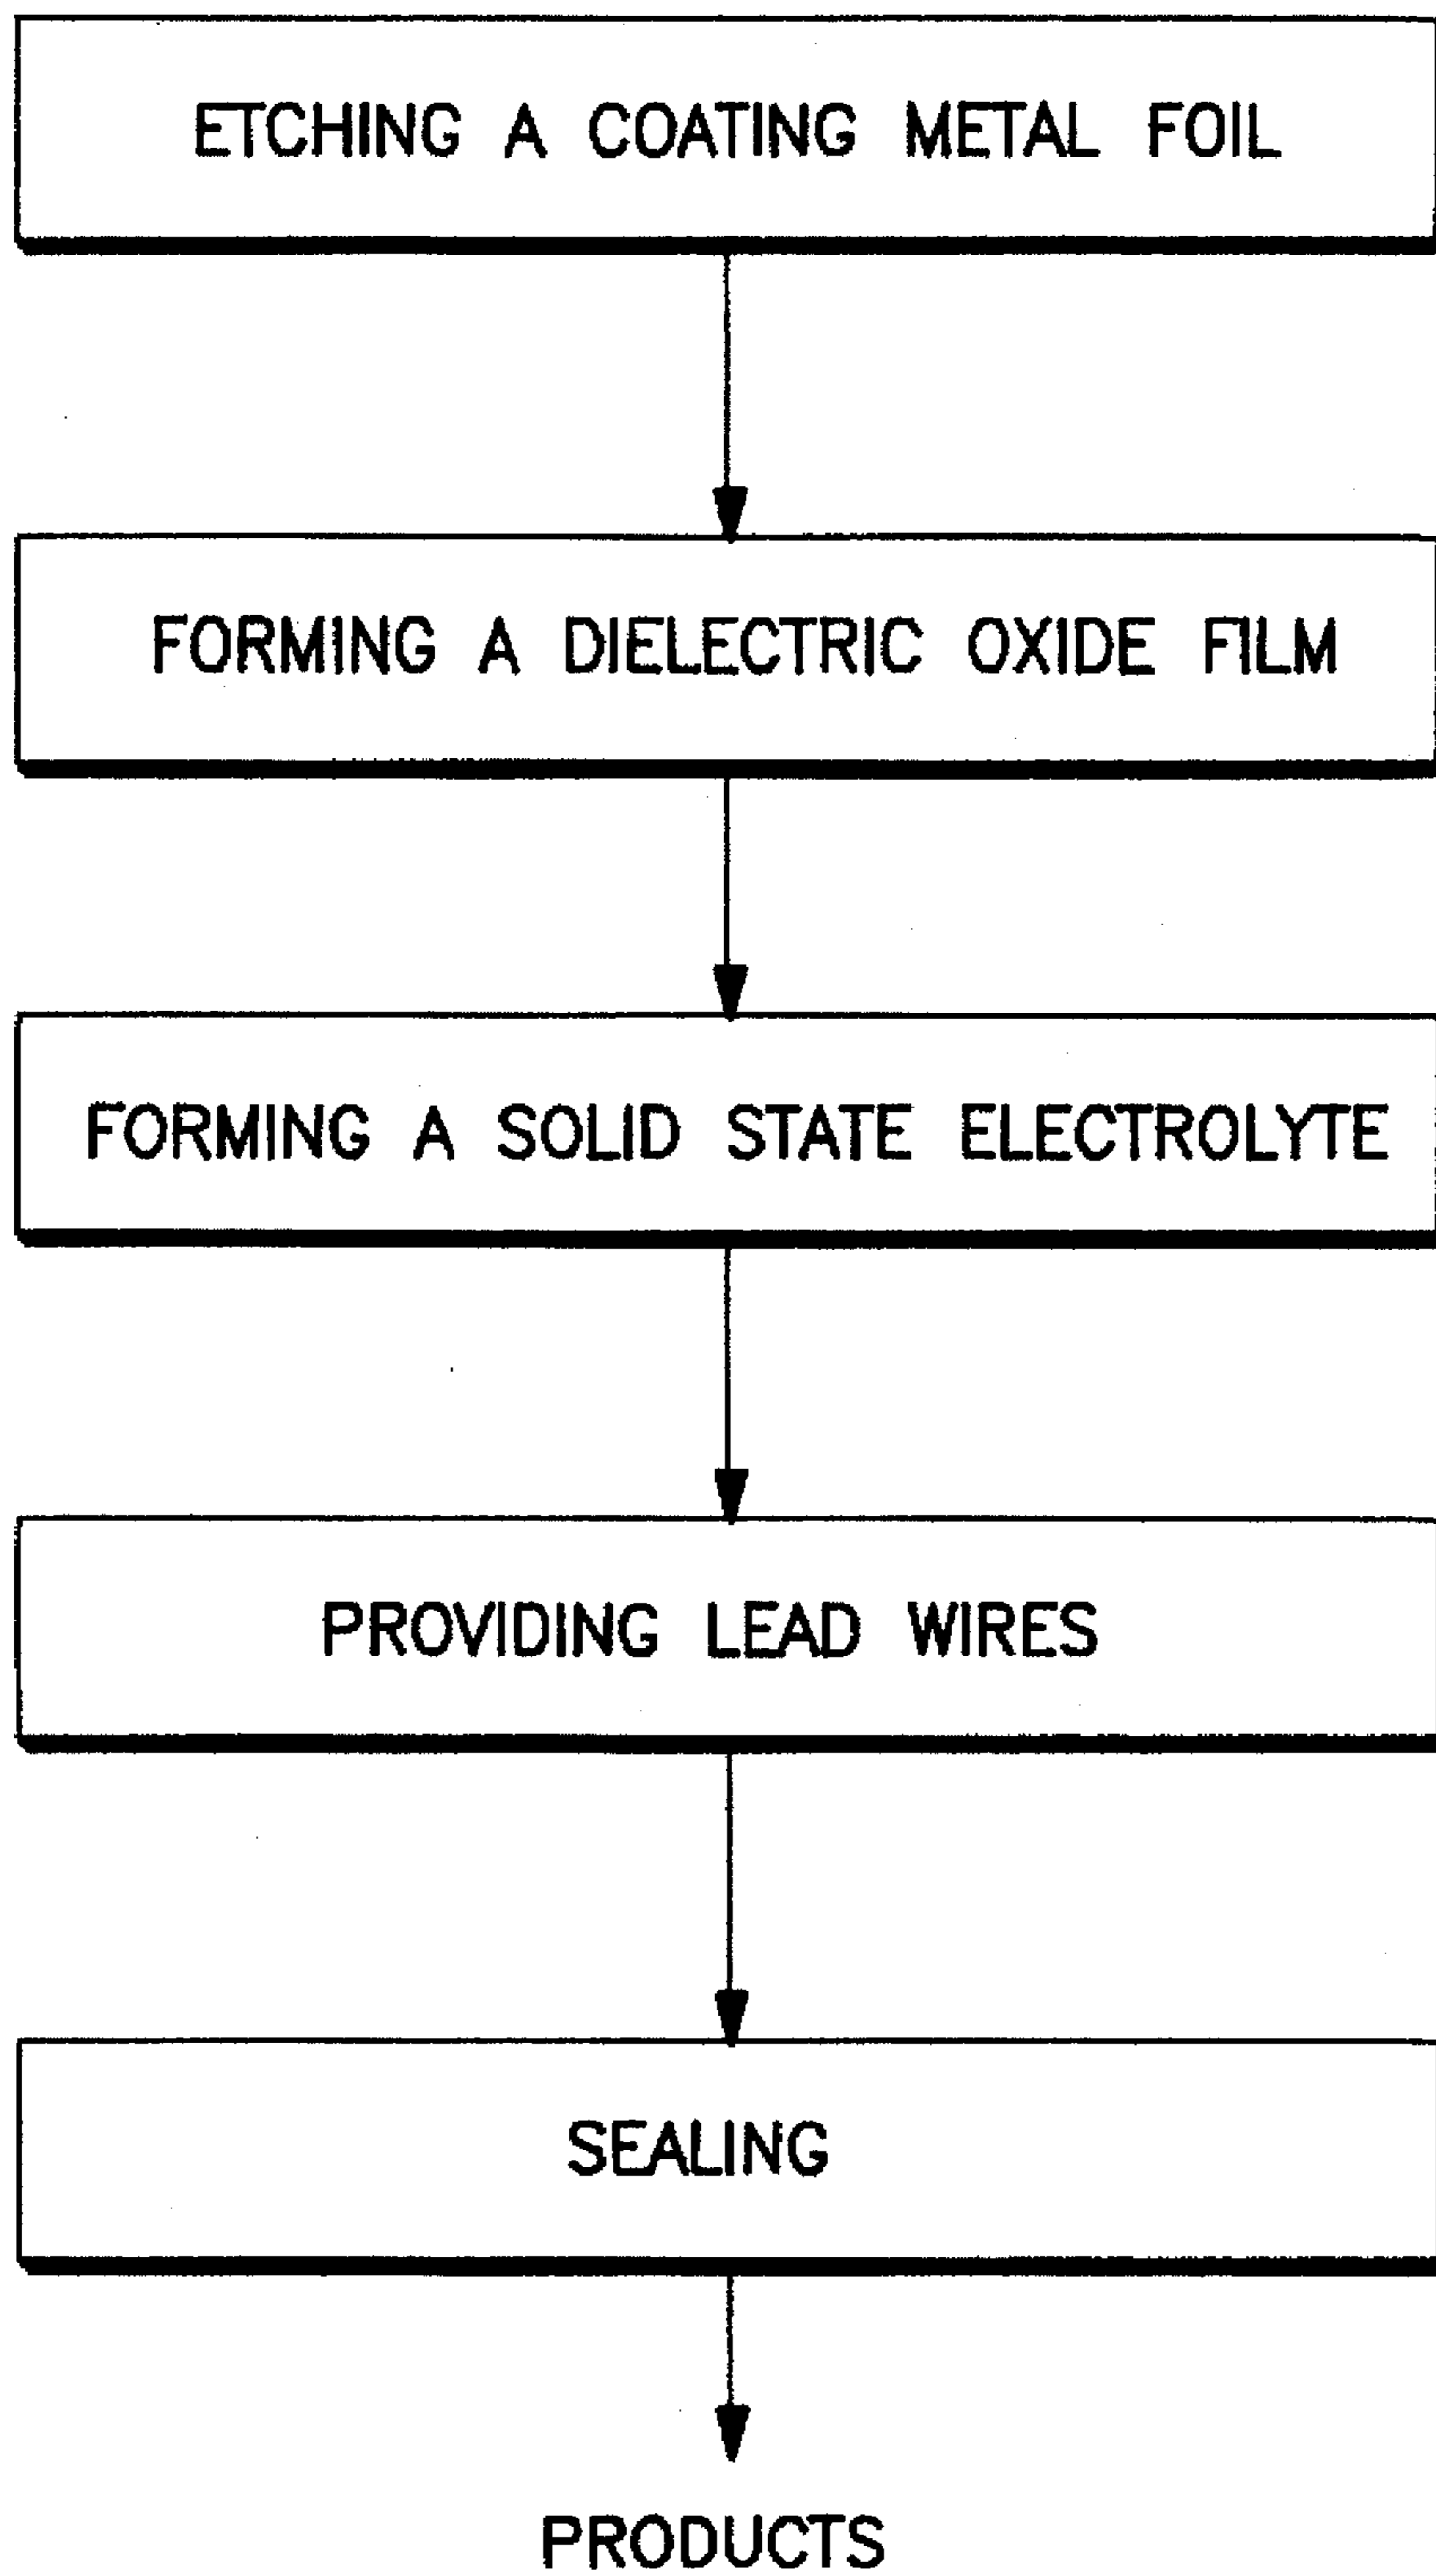 ETCHING A COATING METAL FOIL
FORMING A DIELECTRIC OXIDE FILM
FORMING A SOLID STATE ELECTROLYTE
PROVIDING LEAD WIRES
SEALING
PRODUCTS